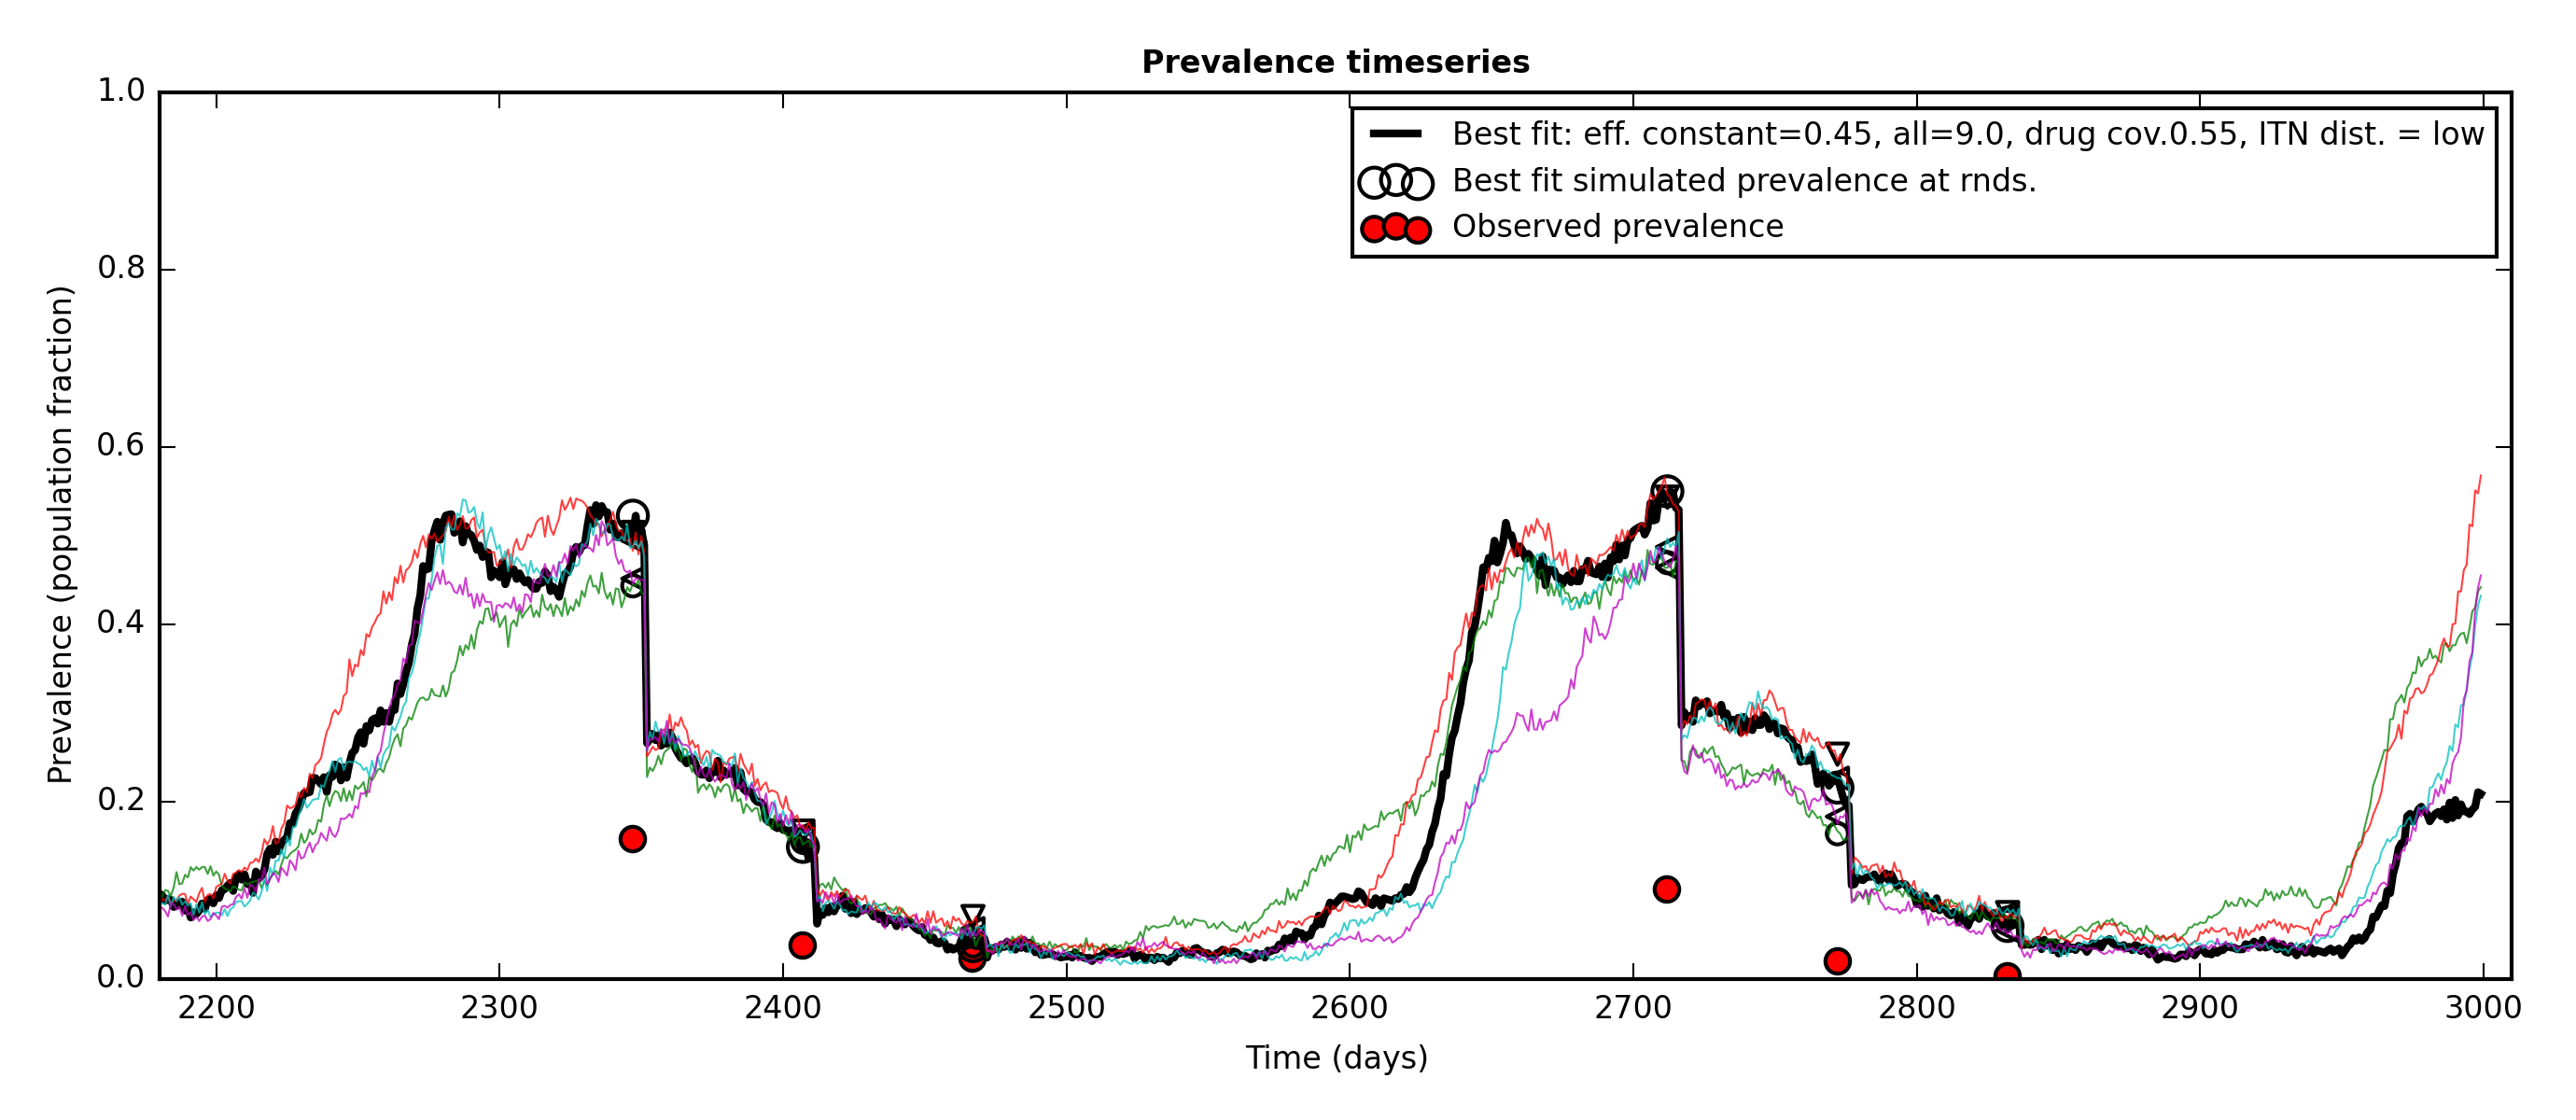 Prevalence timeseries
1.0
0.8
0.6
0.4
0.2
0.0
Prevalence (population fraction)
Best fit: eff. constant=0.45, all=9.0, drug cov.0.55, ITN dist. = low
Best fit simulated prevalence at rnds.
Observed prevalence
2200 2300 2400 2500 2600 2700 2800 2900 3000
Time (days)